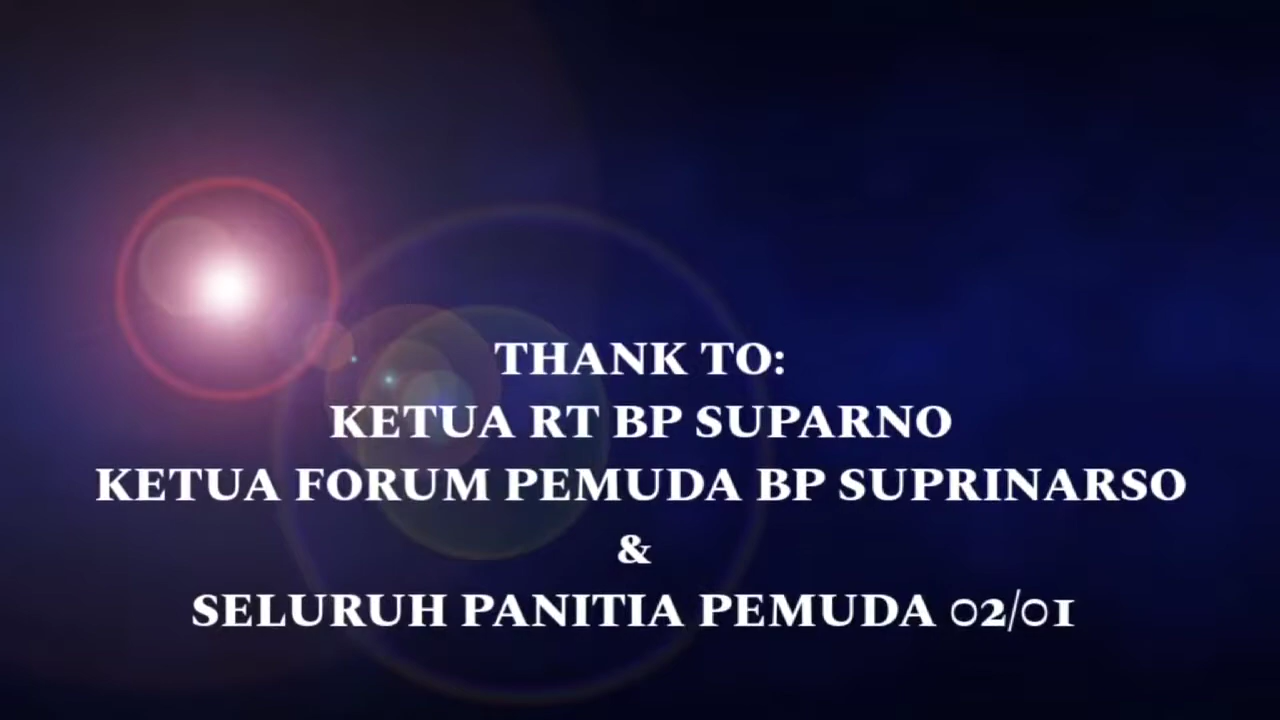 THANK TO:
KETUA RT BP SUPARNO
KETUA FORUM PEMUDA BP SUPRINARSO
&
SELURUH PANITIA PEMUDA 02/01